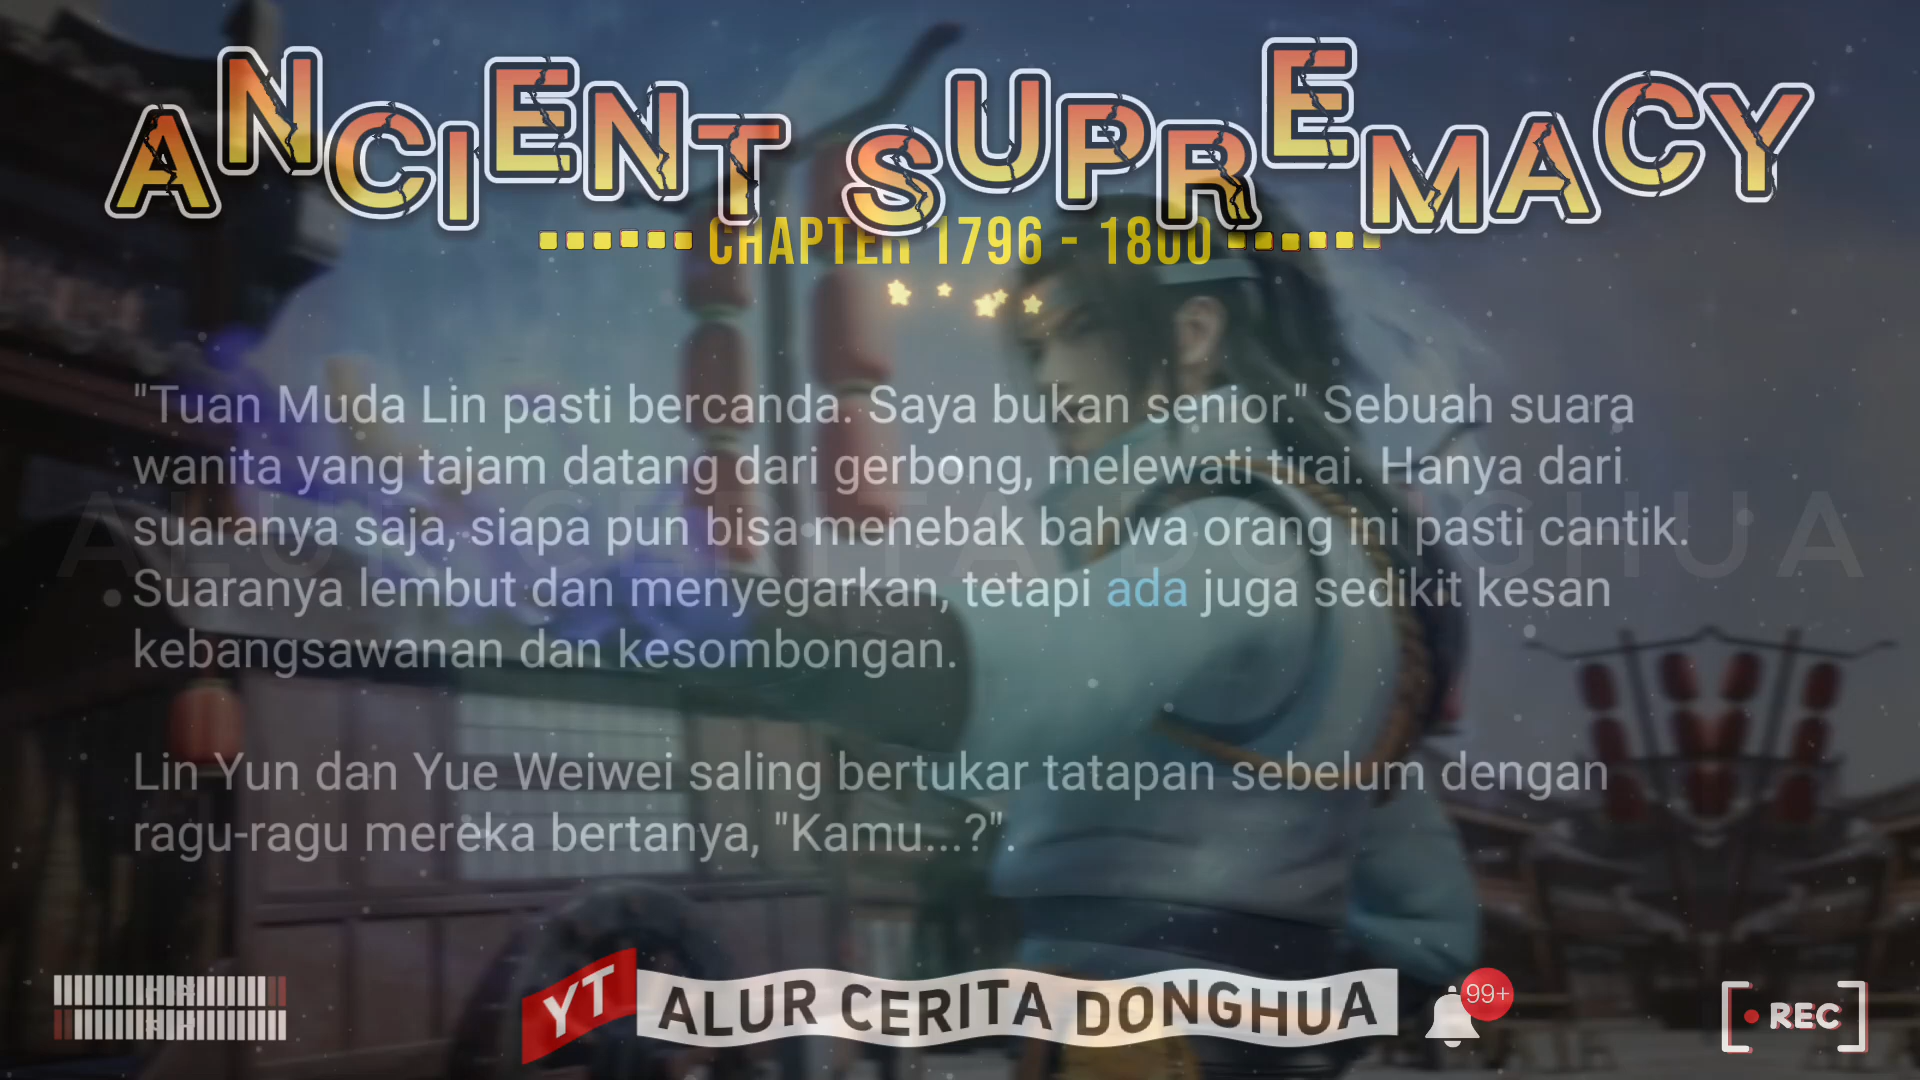 ANCIENT SUPREMACY
CHAPTER 1796 - 1800
"Tuan Muda Lin pasti bercanda. Saya bukan senior." Sebuah suara
wanita yang tajam datang dari gerbong, melewati tirai. Hanya dari
suaranya saja, siapa pun bisa menebak bahwa orang ini pasti cantik.
Suaranya lembut dan menyegarkan, tetapi ada juga sedikit kesan
kebangsawanan dan kesombongan.
ALUR CERITA DONGHUA
Lin Yun dan Yue Weiwei saling bertukar tatapan sebelum dengan
ragu-ragu mereka bertanya, "Kamu...?".
YT ALUR CERITA DONGHUA
99+
REC